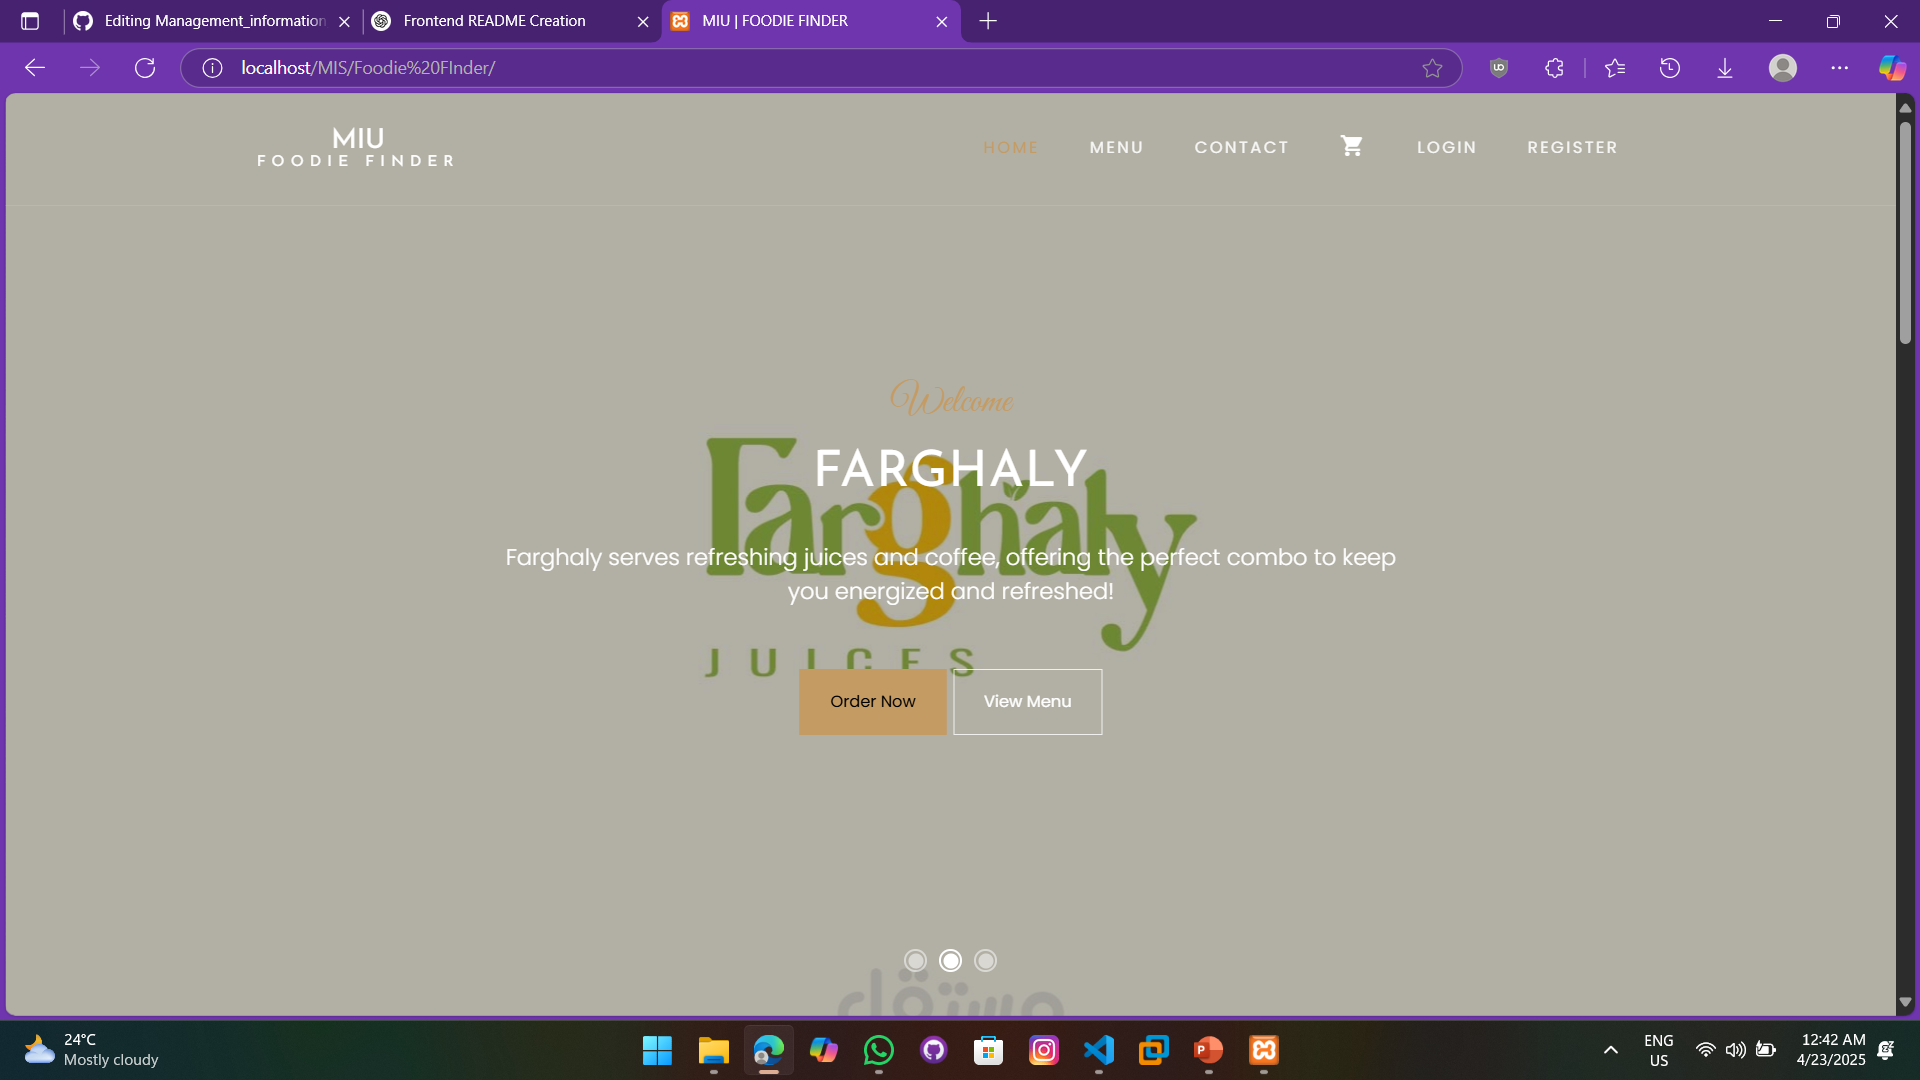 Editing Management_information
Frontend README Creation
MIU | FOODIE FINDER
localhost/MIS/Foodie%20FInder/
MIU
FOODIE FINDER
HOME
MENU
CONTACT
LOGIN
REGISTER
Welcome
FARGHALY
Farghaly
Farghaly serves refreshing juices and coffee, offering the perfect combo to keep
you energized and refreshed!
JUICES
Order Now
View Menu
مستقل
24°C
Mostly cloudy
ENG
US
12:42 AM
4/23/2025